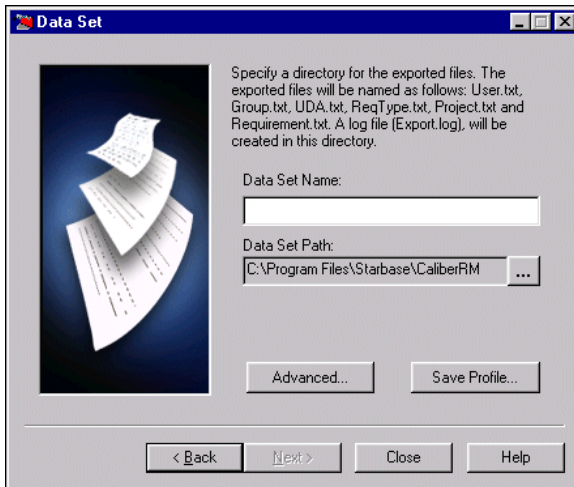 Data Set
Specify a directory for the exported files. The
exported files will be named as follows: User.txt,
Group.txt, UDA.txt, ReqType.txt, Project.txt and
Requirement.txt. A log file (Export.log), will be
created in this directory.
Data Set Name:
Data Set Path:
C:\Program Files\Starbase\CaliberRM
...
Advanced...
Save Profile...
< Back
Next >
Close
Help